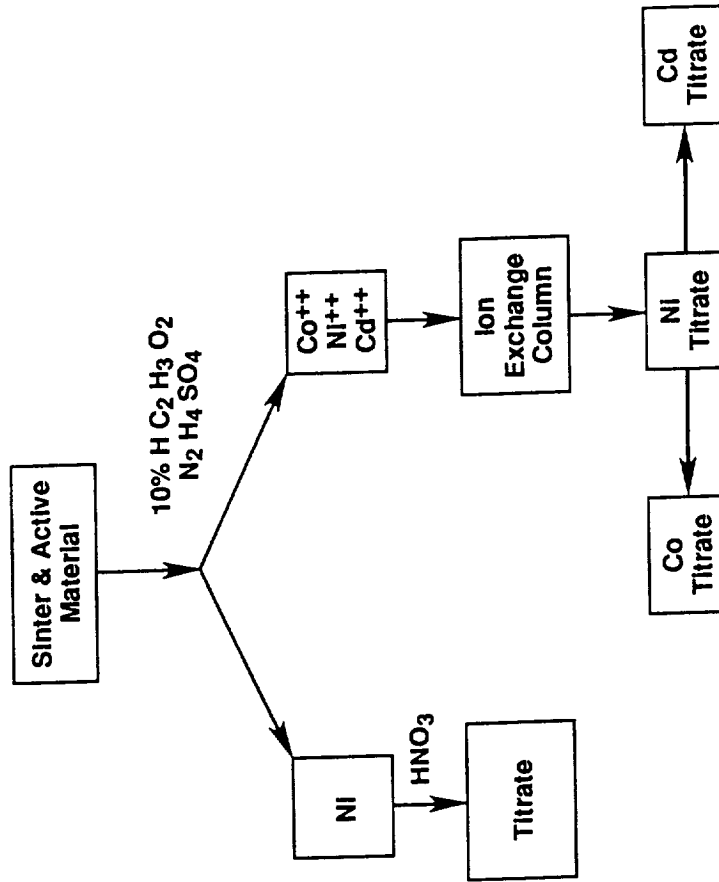 Sinter & Active
Material
10% H C2 H3 O2
N2 H4 SO4
Ni
HNO3
Titrate
Co++
Ni++
Cd++
Ion
Exchange
Column
Ni
Titrate
Co
Titrate
Cd
Titrate